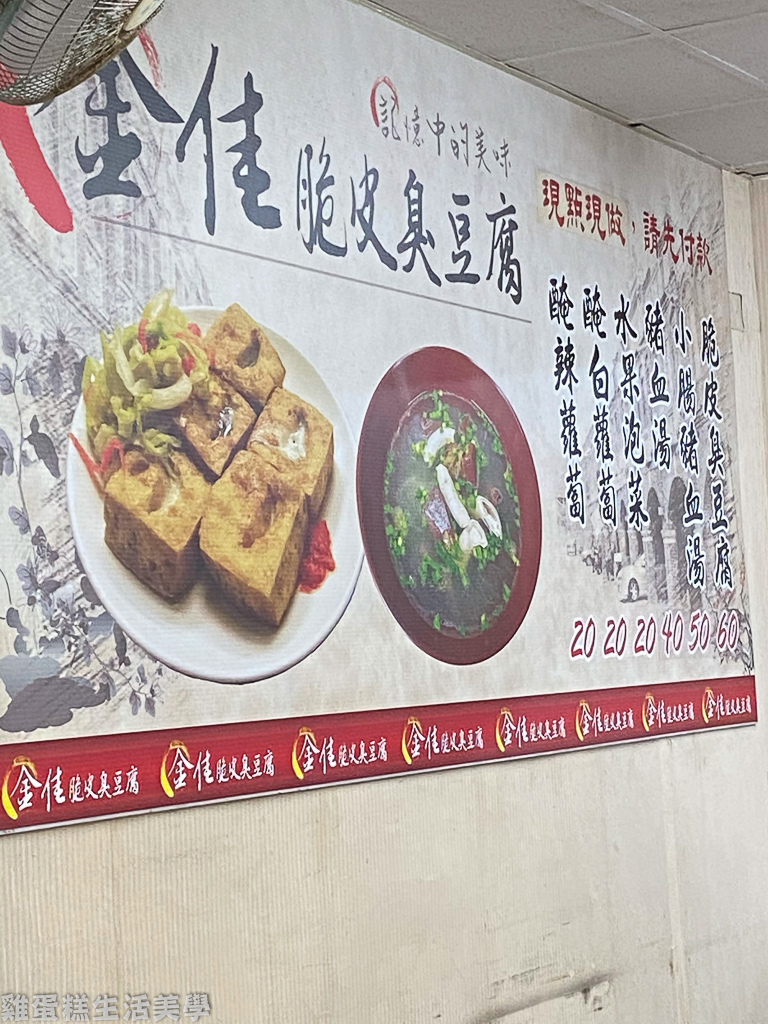 金佳脆皮臭豆腐
記憶中的美味
現點現做，請先付款
脆皮臭豆腐 60
小腸豬血湯 50
豬血湯 40
水果泡菜 20
醃白蘿蔔 20
醃辣蘿蔔 20
金佳脆皮臭豆腐 金佳脆皮臭豆腐 金佳脆皮臭豆腐 金佳脆皮臭豆腐 金佳脆皮臭豆腐 金佳脆皮臭豆腐 金佳脆皮臭豆腐 金佳脆皮臭豆腐
雞蛋糕生活美學